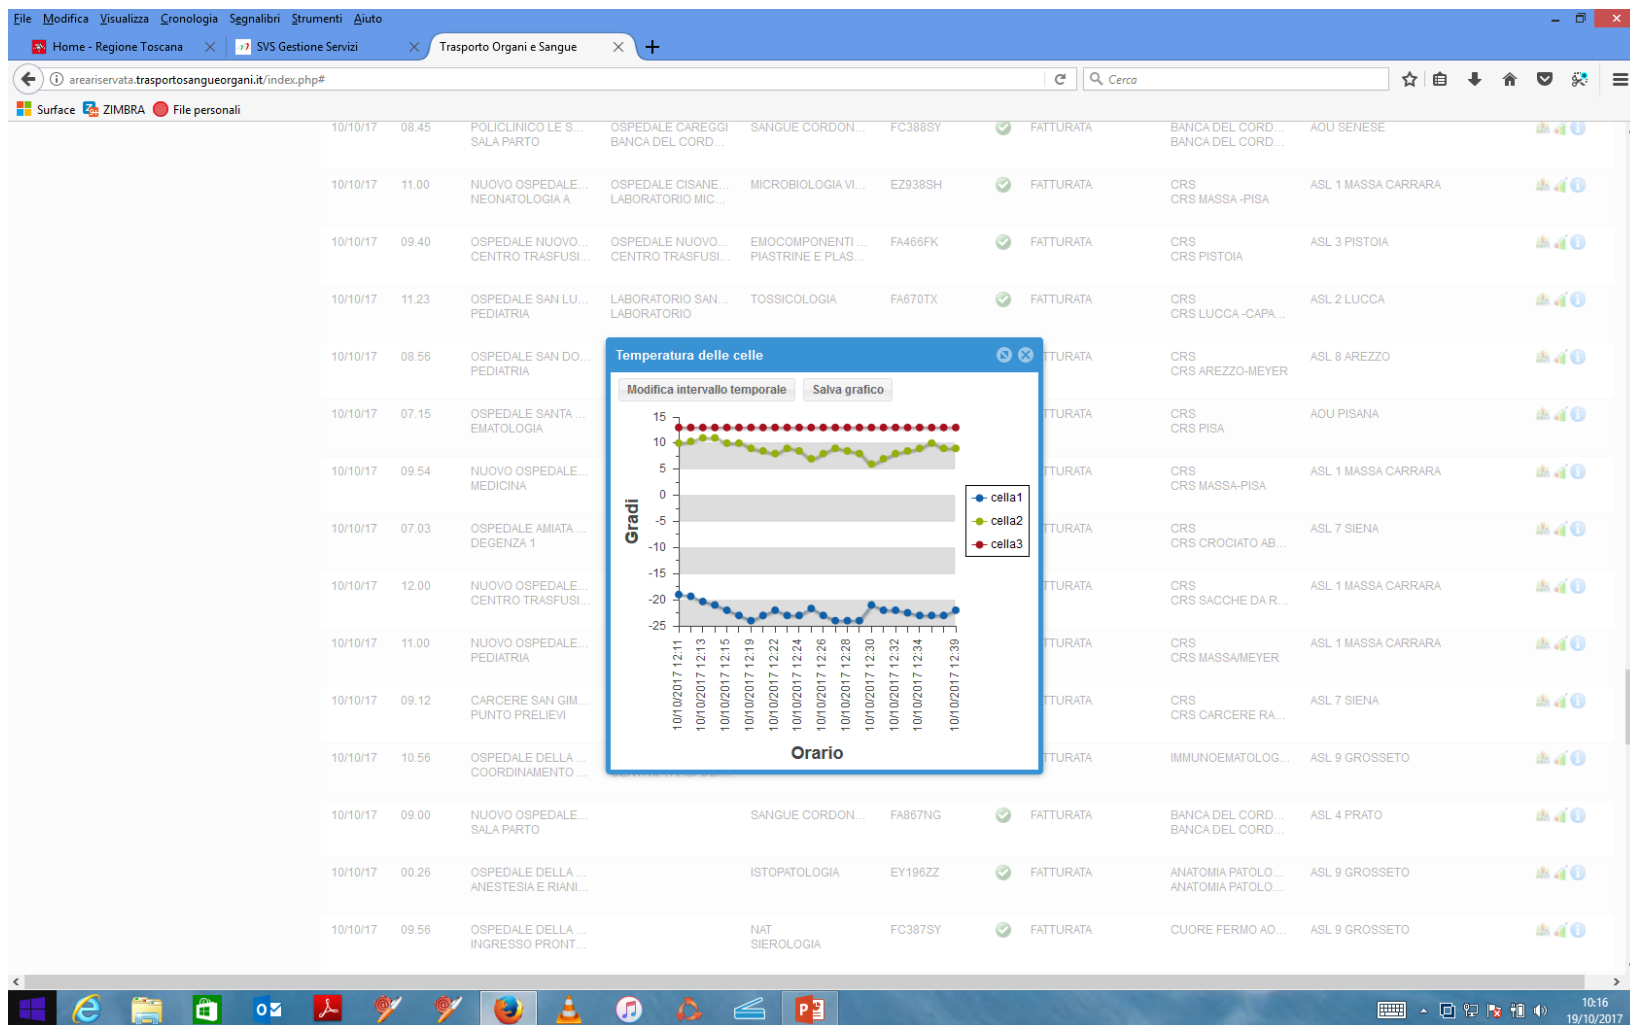 File Modifica Visualizza Cronologia Segnalibri Strumenti Aiuto
Home - Regione Toscana
SVS Gestione Servizi
Trasporto Organi e Sangue
areariservata.trasportosangueorgani.it/index.php#
Cerca
Surface ZIMBRA File personali
10/10/17 08.45 POLICLINICO LE S... OSPEDALE CAREGGI SANGUE CORDON... FC388SY FATTURATA BANCA DEL CORD... AOU SENESE
SALA PARTO BANCA DEL CORD... BANCA DEL CORD...
10/10/17 11.00 NUOVO OSPEDALE... OSPEDALE CISANE... MICROBIOLOGIA VI... EZ938SH FATTURATA CRS ASL 1 MASSA CARRARA
NEONATOLOGIA A LABORATORIO MIC... CRS MASSA -PISA
10/10/17 09.40 OSPEDALE NUOVO... OSPEDALE NUOVO... EMOCOMPONENTI ... FA466FK FATTURATA CRS ASL 3 PISTOIA
CENTRO TRASFUSI... CENTRO TRASFUSI... PIASTRINE E PLAS... CRS PISTOIA
10/10/17 11.23 OSPEDALE SAN LU... LABORATORIO SAN... TOSSICOLOGIA FA670TX FATTURATA CRS ASL 2 LUCCA
PEDIATRIA LABORATORIO CRS LUCCA -CAPA...
10/10/17 08.56 OSPEDALE SAN DO... TTURATA CRS ASL 8 AREZZO
PEDIATRIA CRS AREZZO-MEYER
10/10/17 07.15 OSPEDALE SANTA ... TTURATA CRS AOU PISANA
EMATOLOGIA CRS PISA
10/10/17 09.54 NUOVO OSPEDALE... TTURATA CRS ASL 1 MASSA CARRARA
MEDICINA CRS MASSA-PISA
10/10/17 07.03 OSPEDALE AMIATA ... TTURATA CRS ASL 7 SIENA
DEGENZA 1 CRS CROCIATO AB...
10/10/17 12.00 NUOVO OSPEDALE... TTURATA CRS ASL 1 MASSA CARRARA
CENTRO TRASFUSI... CRS SACCHE DA R...
10/10/17 11.00 NUOVO OSPEDALE... TTURATA CRS ASL 1 MASSA CARRARA
PEDIATRIA CRS MASSA/MEYER
10/10/17 09.12 CARCERE SAN GIM... TTURATA CRS ASL 7 SIENA
PUNTO PRELIEVI CRS CARCERE RA...
10/10/17 10.56 OSPEDALE DELLA ... TTURATA IMMUNOEMATOLOG... ASL 9 GROSSETO
COORDINAMENTO ...
10/10/17 09.00 NUOVO OSPEDALE... SANGUE CORDON... FA867NG FATTURATA BANCA DEL CORD... ASL 4 PRATO
SALA PARTO BANCA DEL CORD...
10/10/17 00.26 OSPEDALE DELLA ... ISTOPATOLOGIA EY196ZZ FATTURATA ANATOMIA PATOLO... ASL 9 GROSSETO
ANESTESIA E RIANI... ANATOMIA PATOLO...
10/10/17 09.56 OSPEDALE DELLA ... NAT FC387SY FATTURATA CUORE FERMO AO... ASL 9 GROSSETO
INGRESSO PRONT... SIEROLOGIA
Temperatura delle celle
Modifica intervallo temporale Salva grafico
15
10
5
0
-5
-10
-15
-20
-25
Gradi
cella1
cella2
cella3
10/10/2017 12:11
10/10/2017 12:13
10/10/2017 12:15
10/10/2017 12:19
10/10/2017 12:22
10/10/2017 12:24
10/10/2017 12:26
10/10/2017 12:28
10/10/2017 12:30
10/10/2017 12:32
10/10/2017 12:34
10/10/2017 12:39
Orario
10:16
19/10/2017